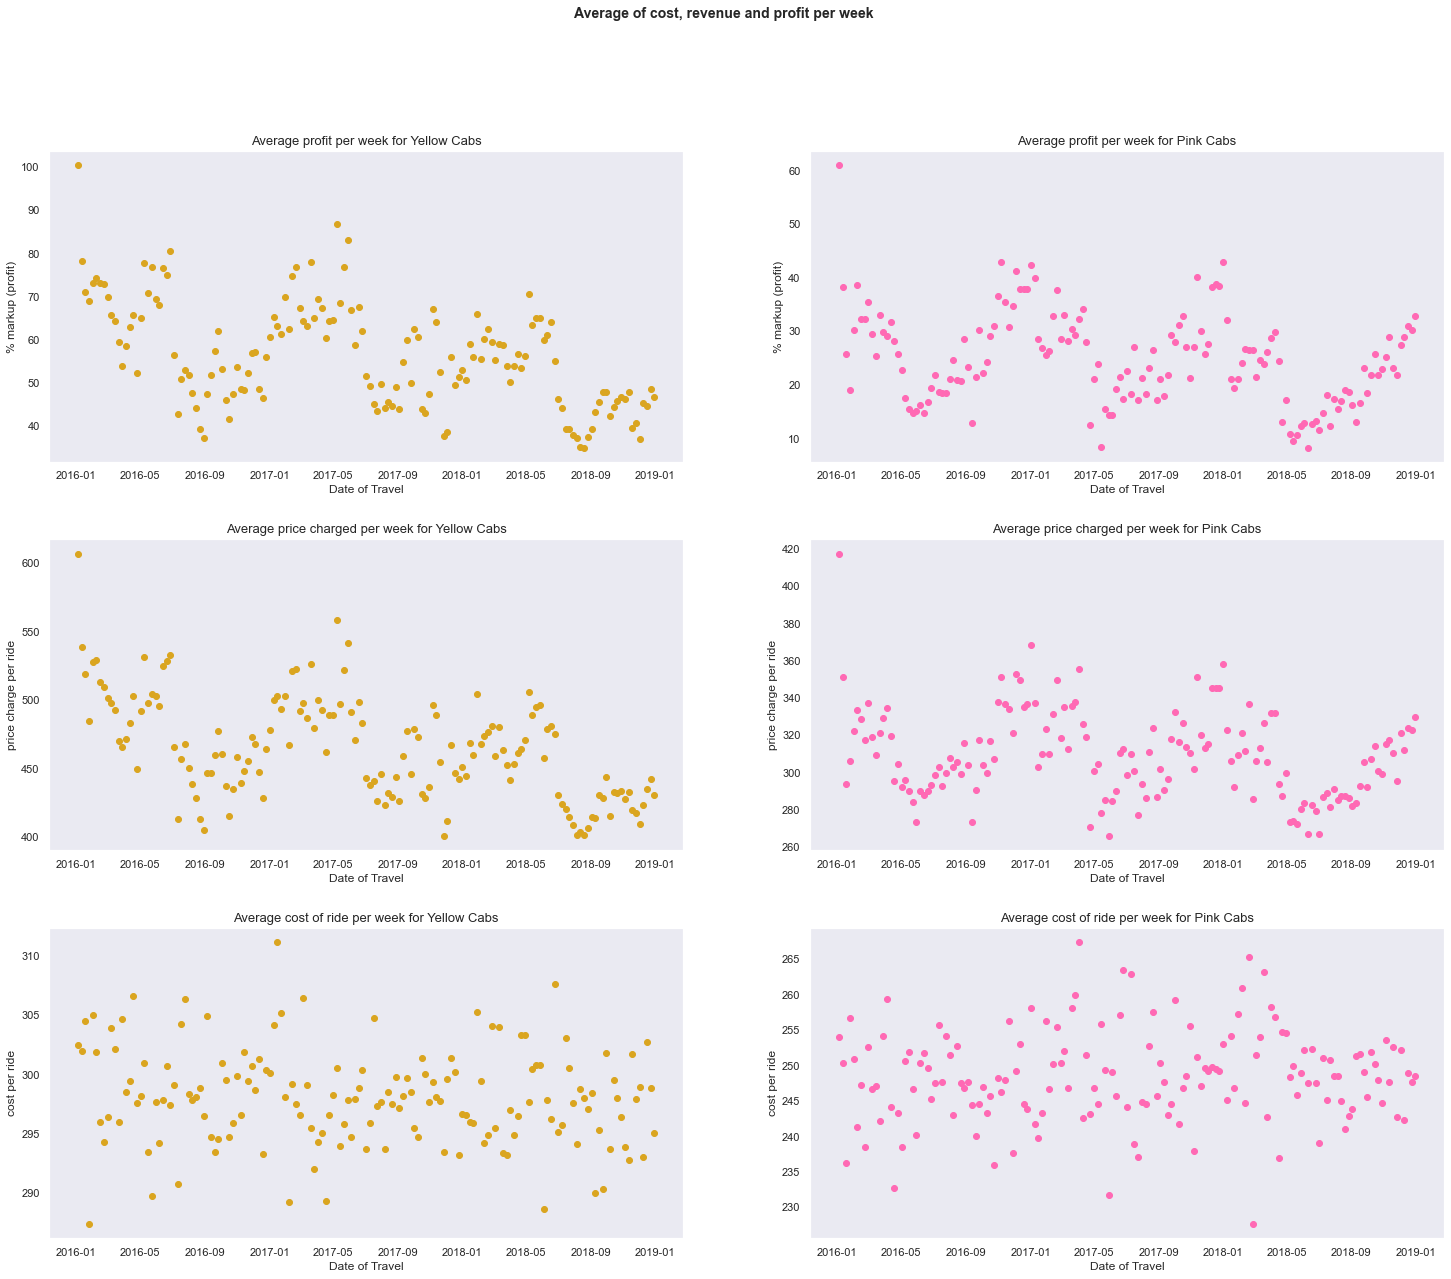 Average of cost, revenue and profit per week
Average profit per week for Yellow Cabs
% markup (profit)
100
90
80
70
60
50
40
2016-01 2016-05 2016-09 2017-01 2017-05 2017-09 2018-01 2018-05 2018-09 2019-01
Date of Travel
Average profit per week for Pink Cabs
% markup (profit)
60
50
40
30
20
10
2016-01 2016-05 2016-09 2017-01 2017-05 2017-09 2018-01 2018-05 2018-09 2019-01
Date of Travel
Average price charged per week for Yellow Cabs
price charge per ride
600
550
500
450
400
2016-01 2016-05 2016-09 2017-01 2017-05 2017-09 2018-01 2018-05 2018-09 2019-01
Date of Travel
Average price charged per week for Pink Cabs
price charge per ride
420
400
380
360
340
320
300
280
260
2016-01 2016-05 2016-09 2017-01 2017-05 2017-09 2018-01 2018-05 2018-09 2019-01
Date of Travel
Average cost of ride per week for Yellow Cabs
cost per ride
310
305
300
295
290
2016-01 2016-05 2016-09 2017-01 2017-05 2017-09 2018-01 2018-05 2018-09 2019-01
Date of Travel
Average cost of ride per week for Pink Cabs
cost per ride
265
260
255
250
245
240
235
230
2016-01 2016-05 2016-09 2017-01 2017-05 2017-09 2018-01 2018-05 2018-09 2019-01
Date of Travel